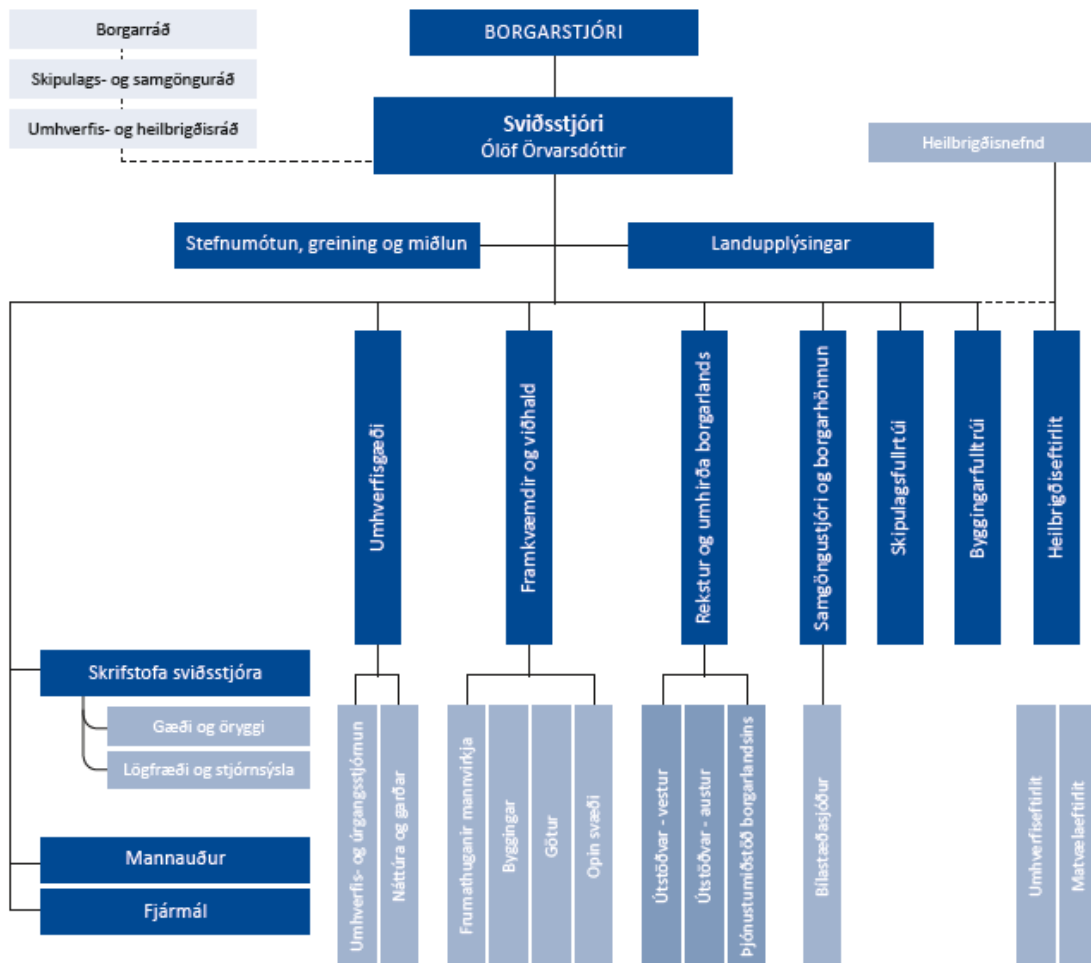 Borgarráð
Skipulags- og samgönguráð
Umhverfis- og heilbrigðisráð
BORGARSTJÓRI
Sviðsstjóri
Ólöf Örvarsdóttir
Heilbrigðisnefnd
Stefnumótun, greining og miðlun
Landupplýsingar
Umhverfisgæði
Framkvæmdir og viðhald
Rekstur og umhirða borgarlands
Samgöngustjóri og borgarhönnun
Skipulagsfullrtúi
Byggingarfulltrúi
Heilbrigðiseftirlit
Skrifstofa sviðsstjóra
Gæði og öryggi
Lögfræði og stjórnsýsla
Mannauður
Fjármál
Umhverfis- og úrgangsstjórnun
Náttúra og garðar
Frumathuganir mannvirkja
Byggingar
Götur
Opin svæði
Útstöðvar - vestur
Útstöðvar - austur
Þjónustumiðstöð borgarlandsins
Bílastæðasjóður
Umhverfiseftirlit
Matvælaeftirlit